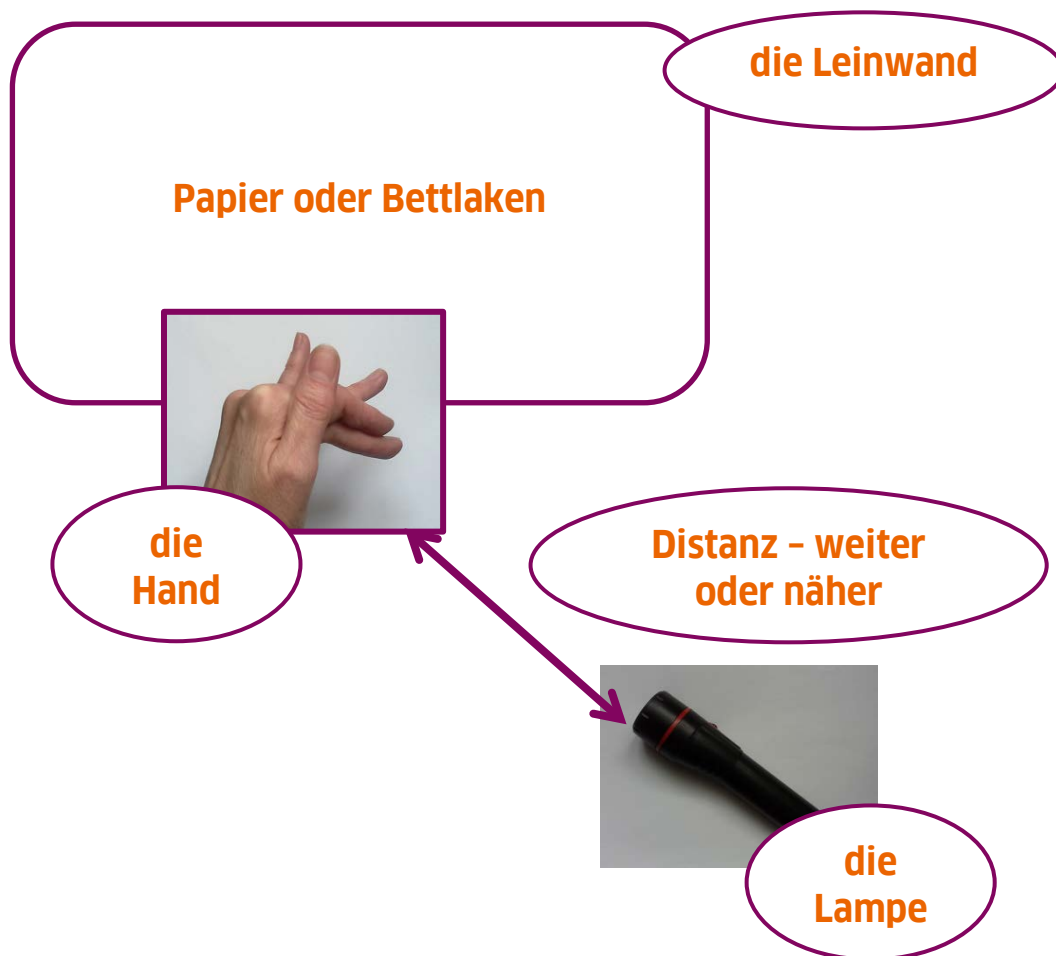 die Leinwand
Papier oder Bettlaken
die
Hand
Distanz – weiter
oder näher
die
Lampe